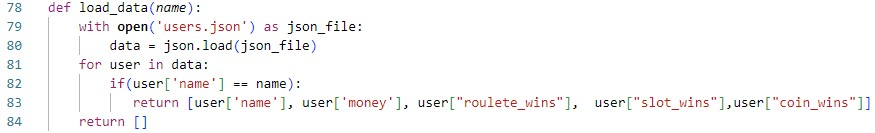 78 def load_data(name):
79     with open('users.json') as json_file:
80         data = json.load(json_file)
81     for user in data:
82         if(user['name'] == name):
83             return [user['name'], user['money'], user["roulete_wins"],  user["slot_wins"],user["coin_wins"]]
84     return []